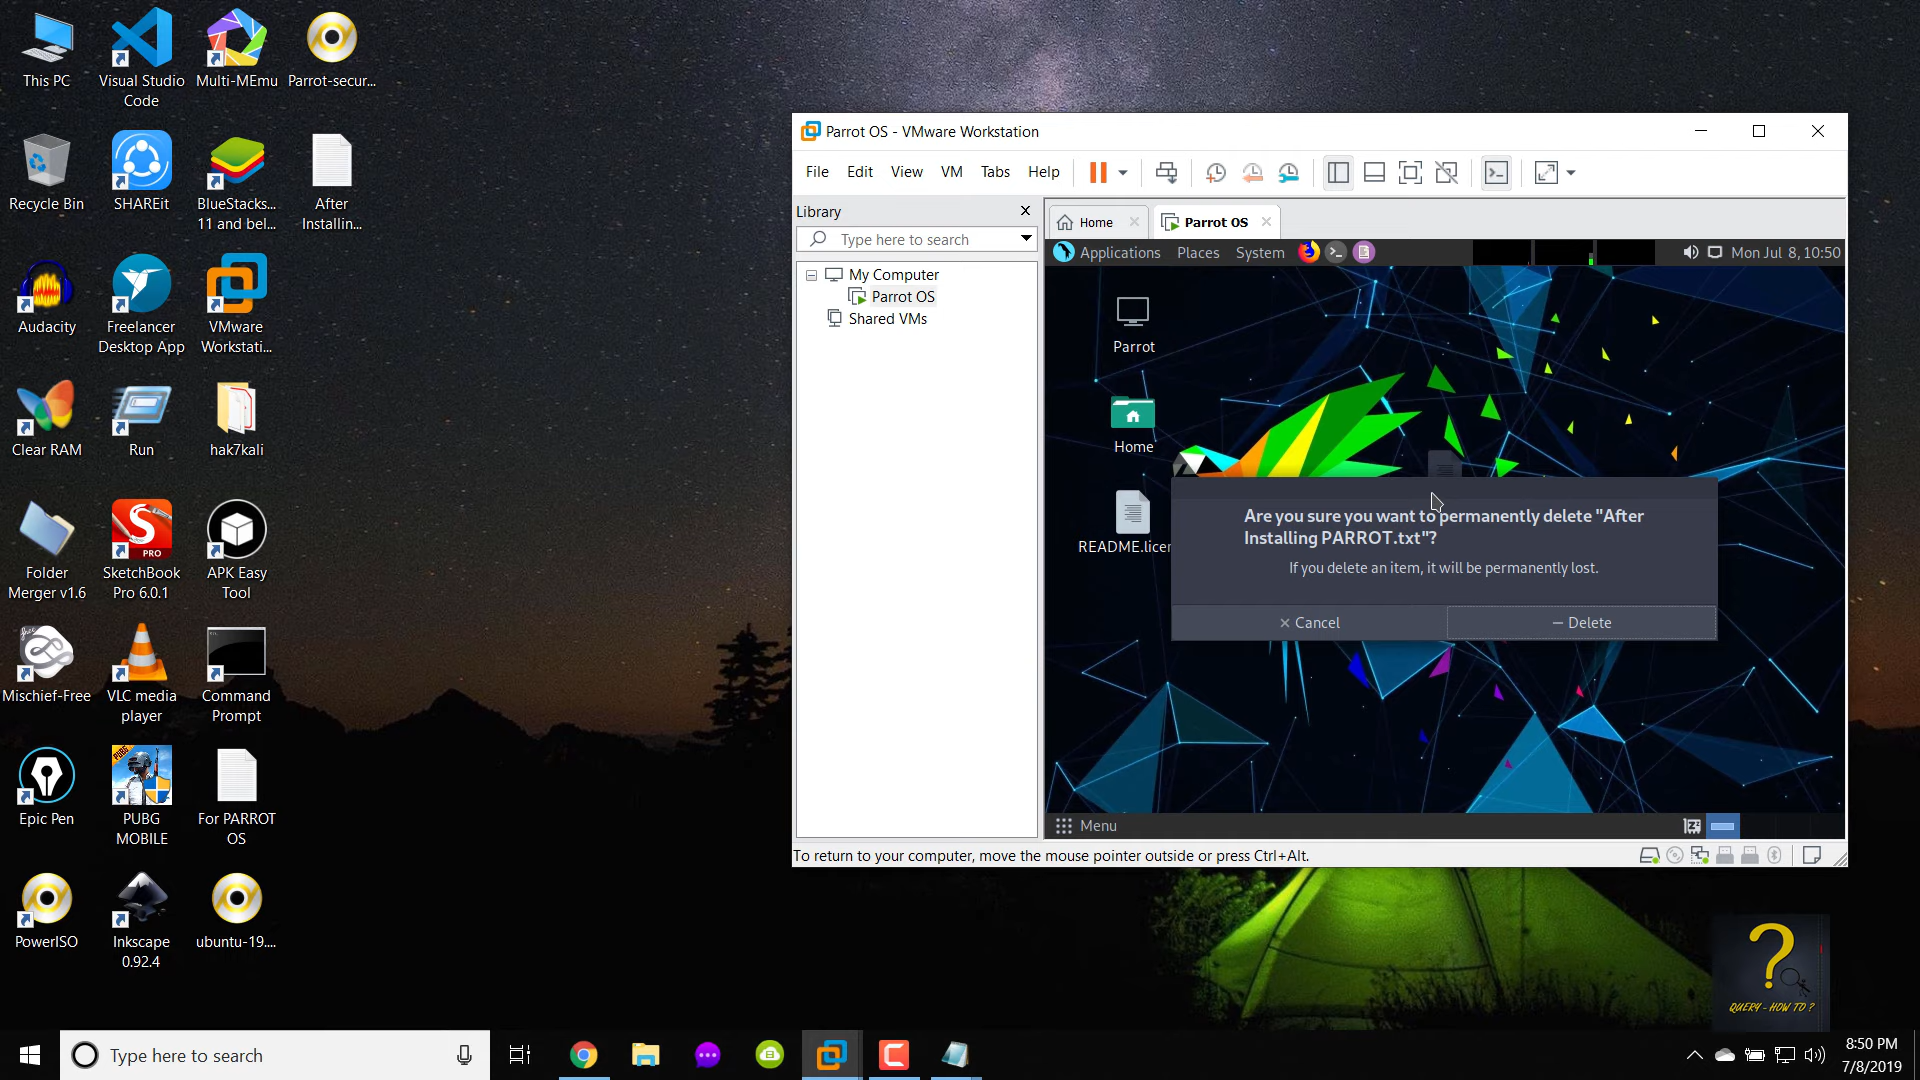 This PC
Visual Studio
Code
Multi-MEmu
Parrot-secur...
Recycle Bin
SHAREit
BlueStacks...
11 and bel...
After
Installin...
Audacity
Freelancer
Desktop App
VMware
Workstati...
Clear RAM
Run
hak7kali
Folder
Merger v1.6
PRO
SketchBook
Pro 6.0.1
APK Easy
Tool
Mischief-Free
VLC media
player
Command
Prompt
Epic Pen
PUBG
PUBG
MOBILE
For PARROT
OS
PowerISO
Inkscape
0.92.4
ubuntu-19....
Parrot OS - VMware Workstation
File Edit View VM Tabs Help
Library
Type here to search
My Computer
Parrot OS
Shared VMs
Home
Parrot OS
Applications Places System
Mon Jul 8, 10:50
Parrot
Home
README.licen
Are you sure you want to permanently delete "After
Installing PARROT.txt"?
If you delete an item, it will be permanently lost.
Cancel
Delete
Menu
To return to your computer, move the mouse pointer outside or press Ctrl+Alt.
?
QUERY - HOW TO ?
Type here to search
8:50 PM
7/8/2019